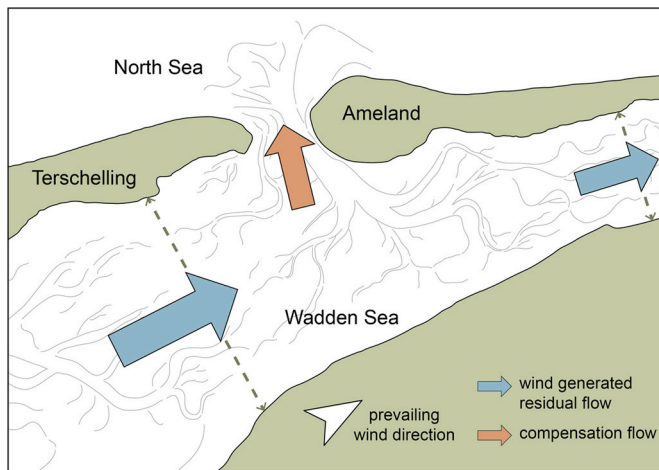 North Sea
Ameland
Terschelling
Wadden Sea
prevailing
wind direction
wind generated
residual flow
compensation flow